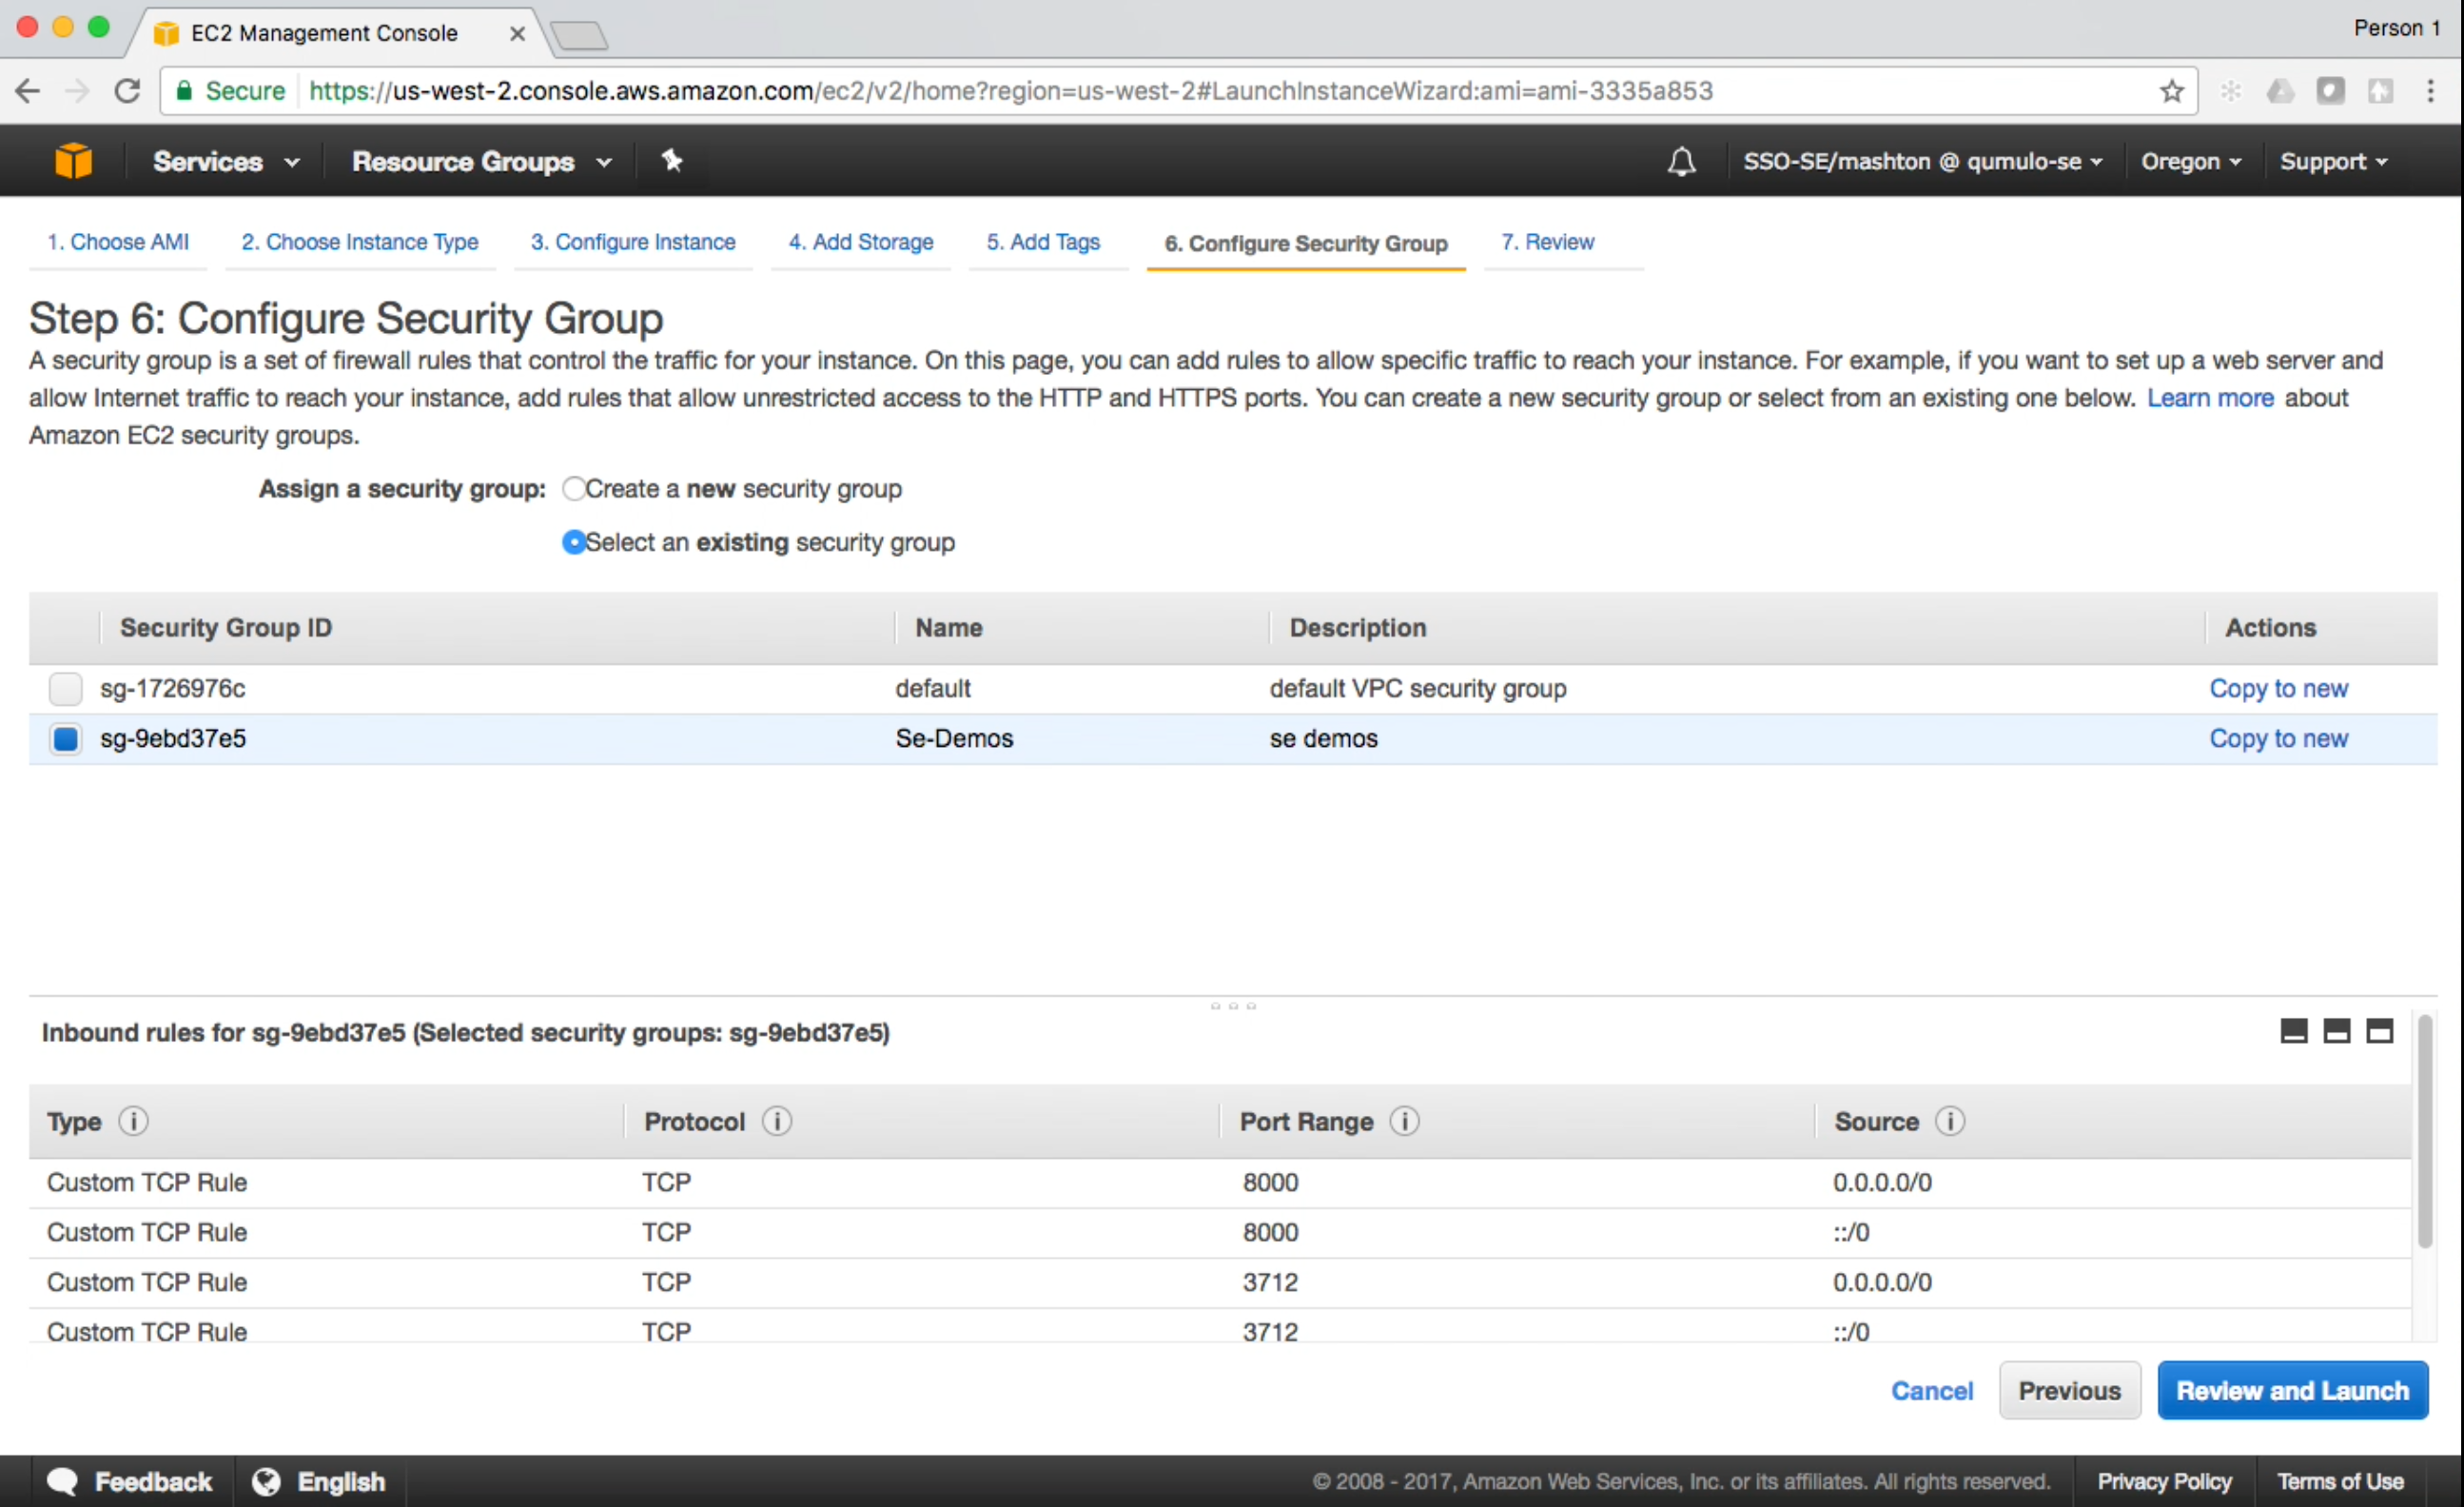 EC2 Management Console
Person 1
Secure https://us-west-2.console.aws.amazon.com/ec2/v2/home?region=us-west-2#LaunchInstanceWizard:ami=ami-3335a853
Services Resource Groups SSO-SE/mashton @ qumulo-se Oregon Support
1. Choose AMI 2. Choose Instance Type 3. Configure Instance 4. Add Storage 5. Add Tags 6. Configure Security Group 7. Review
Step 6: Configure Security Group
A security group is a set of firewall rules that control the traffic for your instance. On this page, you can add rules to allow specific traffic to reach your instance. For example, if you want to set up a web server and
allow Internet traffic to reach your instance, add rules that allow unrestricted access to the HTTP and HTTPS ports. You can create a new security group or select from an existing one below. Learn more about
Amazon EC2 security groups.
Assign a security group: Create a new security group
Select an existing security group
Security Group ID Name Description Actions
sg-1726976c default default VPC security group Copy to new
sg-9ebd37e5 Se-Demos se demos Copy to new
Inbound rules for sg-9ebd37e5 (Selected security groups: sg-9ebd37e5)
Type i Protocol i Port Range i Source i
Custom TCP Rule TCP 8000 0.0.0.0/0
Custom TCP Rule TCP 8000 ::/0
Custom TCP Rule TCP 3712 0.0.0.0/0
Custom TCP Rule TCP 3712 ::/0
Cancel Previous Review and Launch
Feedback English © 2008 - 2017, Amazon Web Services, Inc. or its affiliates. All rights reserved. Privacy Policy Terms of Use